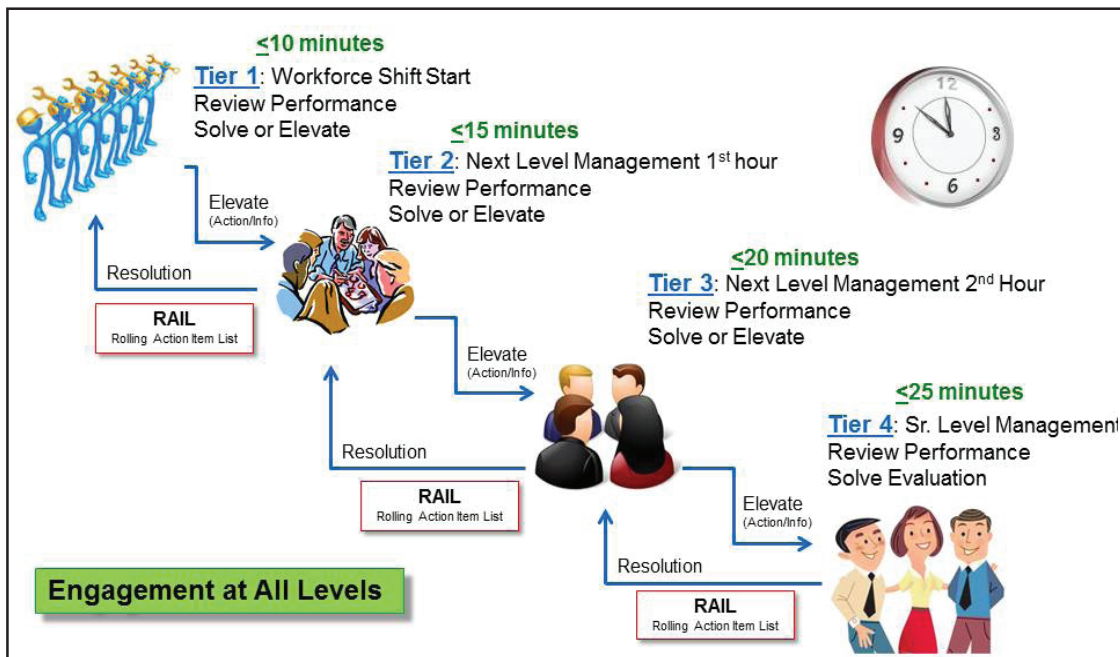 ≤10 minutes
Tier 1: Workforce Shift Start
Review Performance
Solve or Elevate
≤15 minutes
Tier 2: Next Level Management 1st hour
Review Performance
Solve or Elevate
12
3
6
9
Elevate
(Action/Info)
Resolution
RAIL
Rolling Action Item List
≤20 minutes
Tier 3: Next Level Management 2nd Hour
Review Performance
Solve or Elevate
Elevate
(Action/Info)
Resolution
RAIL
Rolling Action Item List
≤25 minutes
Tier 4: Sr. Level Management
Review Performance
Solve Evaluation
Elevate
(Action/Info)
Resolution
RAIL
Rolling Action Item List
Engagement at All Levels